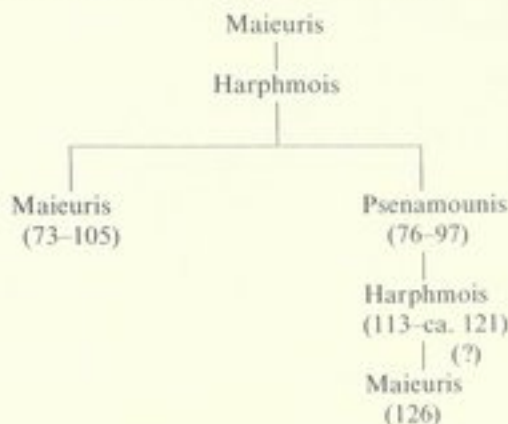 Maieuris
Harphmois
Maieuris
(73–105)
Psenamounis
(76–97)
Harphmois
(113–ca. 121)
(?)
Maieuris
(126)